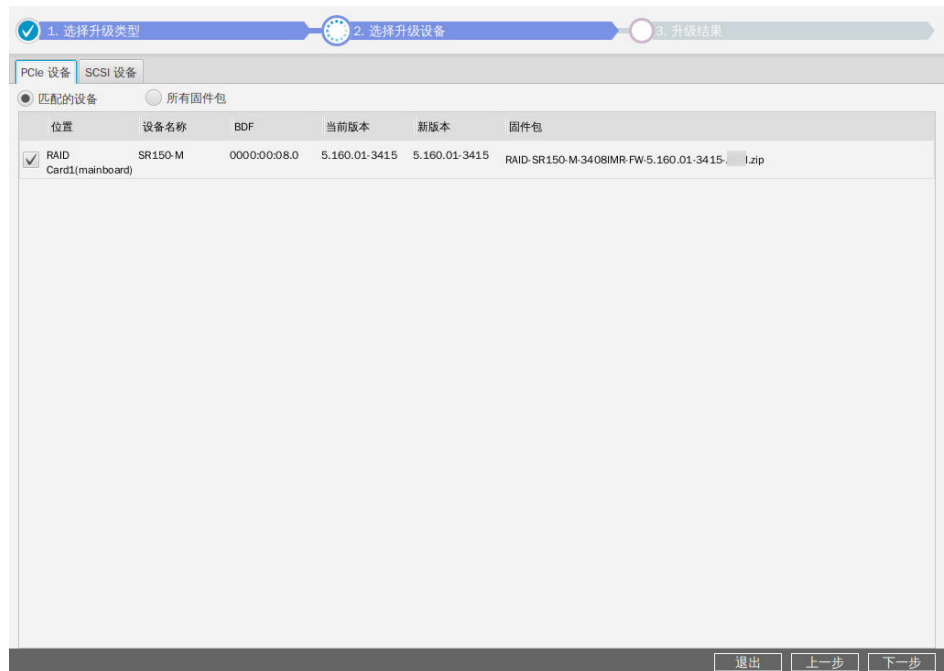 1. 选择升级类型 2. 选择升级设备 3. 升级结果
PCIe 设备 SCSI 设备
匹配的设备 所有固件包
位置 设备名称 BDF 当前版本 新版本 固件包
RAID SR150-M 0000:00:08.0 5.160.01-3415 5.160.01-3415 RAID-SR150-M-3408IMR-FW-5.160.01-3415- .zip
Card1(mainboard)
退出 上一步 下一步